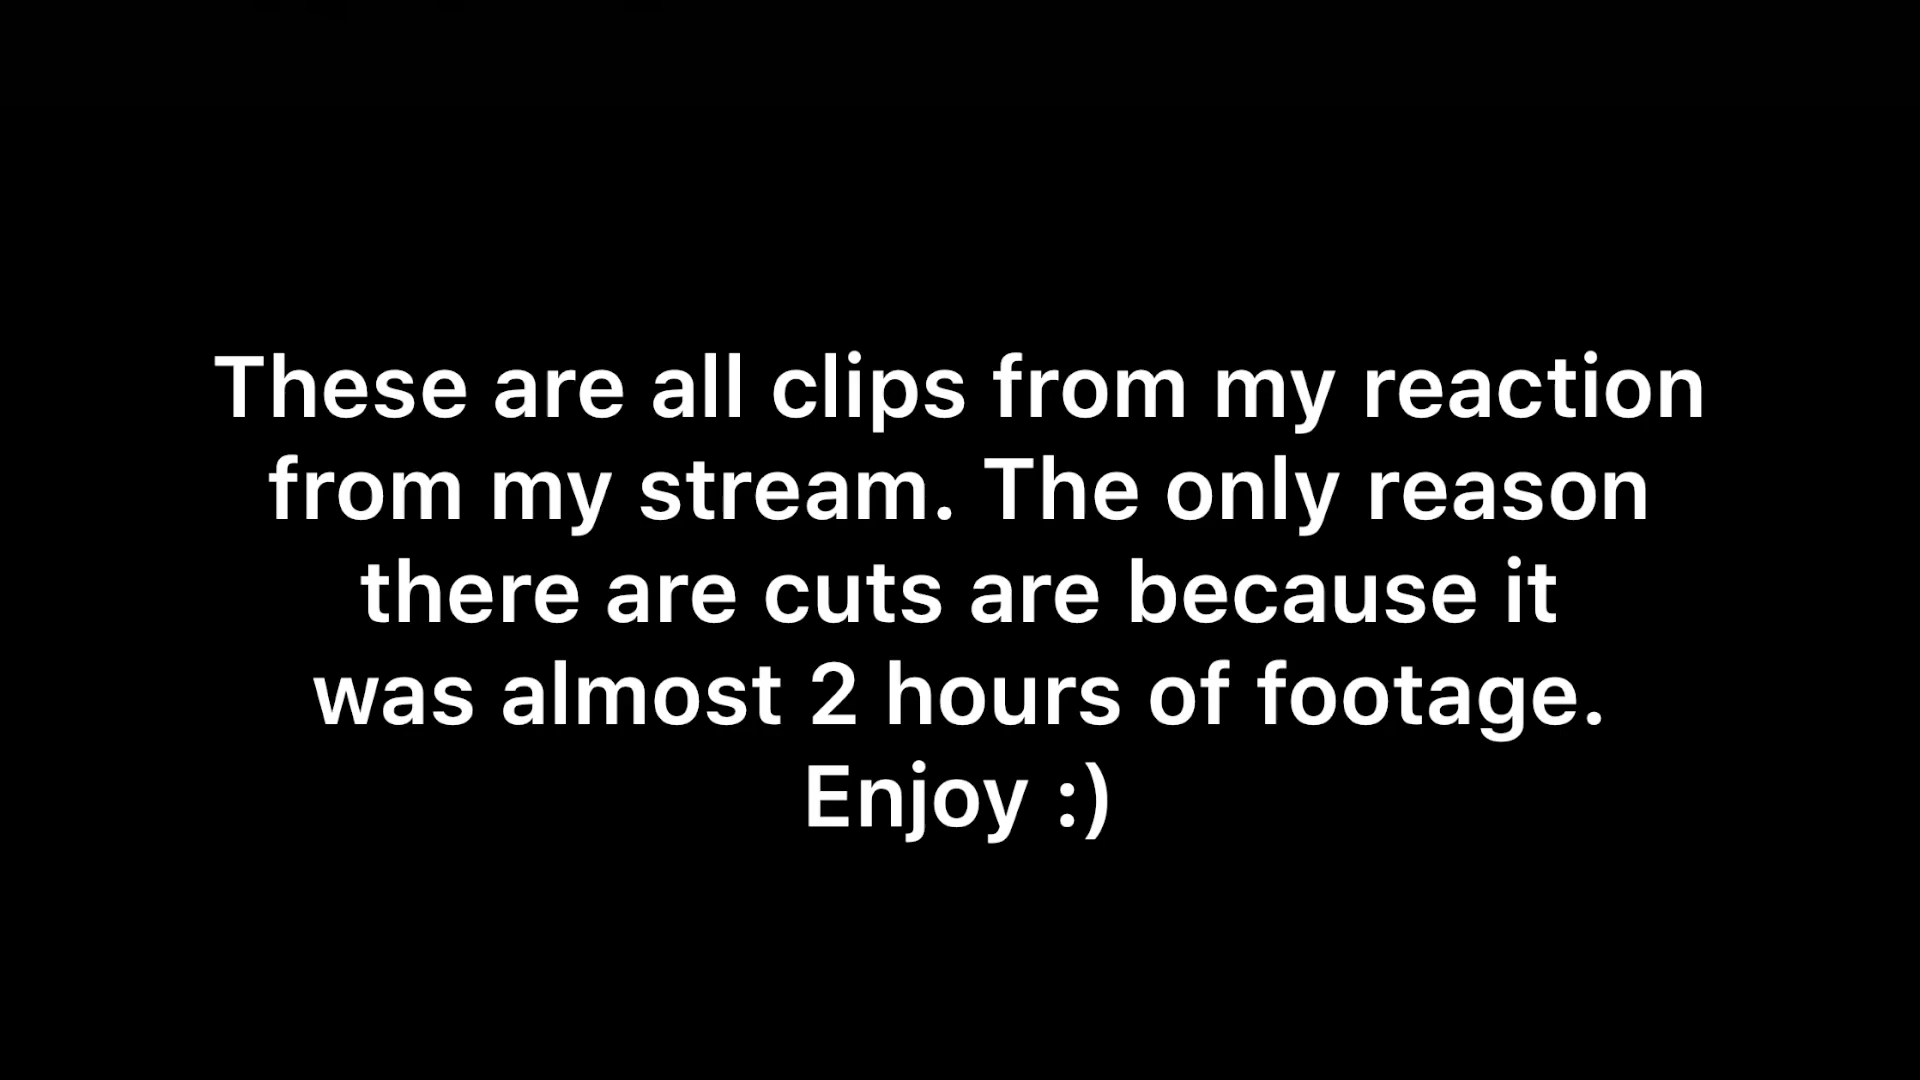 These are all clips from my reaction
from my stream. The only reason
there are cuts are because it
was almost 2 hours of footage.
Enjoy :)